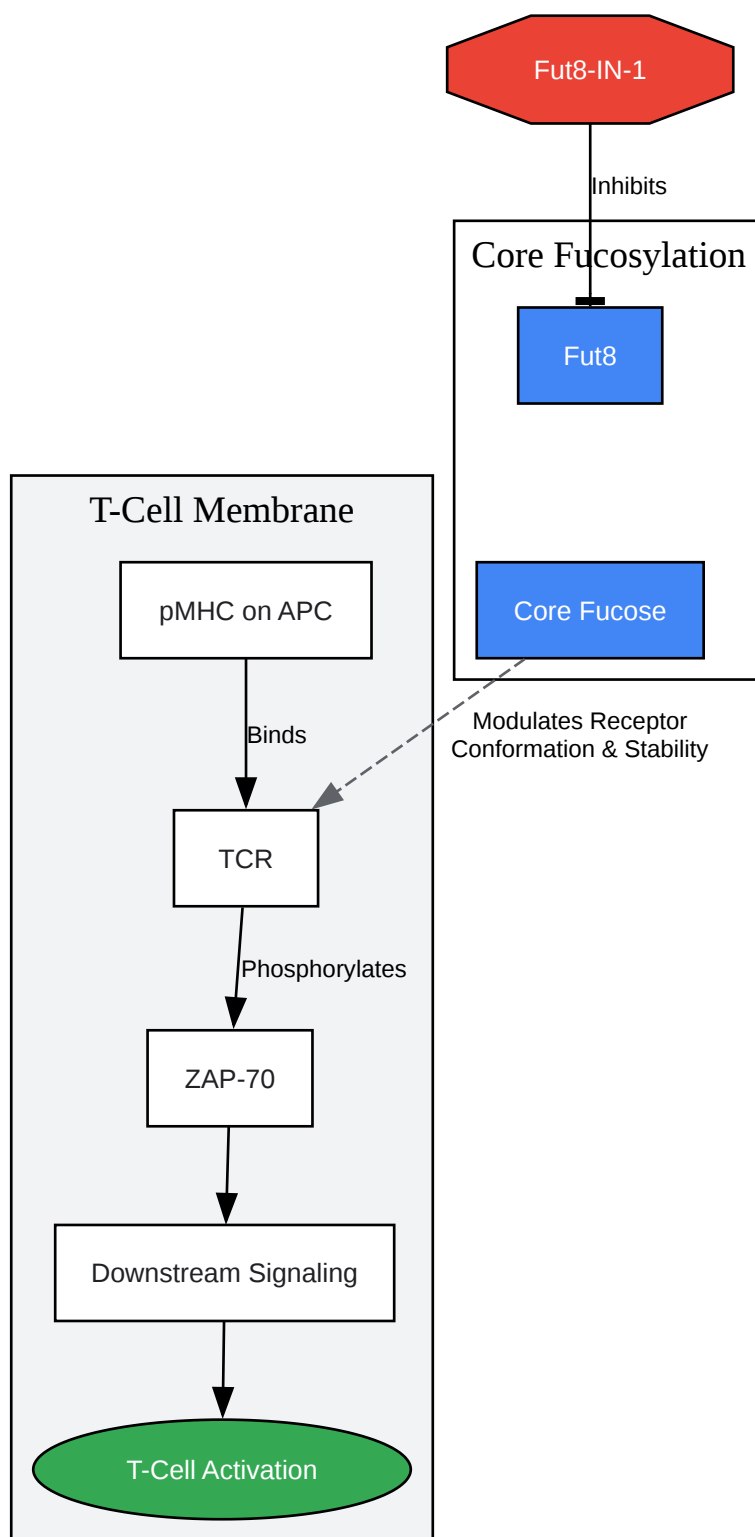 Fut8-IN-1
Inhibits
Core Fucosylation
Fut8
T-Cell Membrane
pMHC on APC
Core Fucose
Modulates Receptor
Conformation & Stability
Binds
TCR
Phosphorylates
ZAP-70
Downstream Signaling
T-Cell Activation